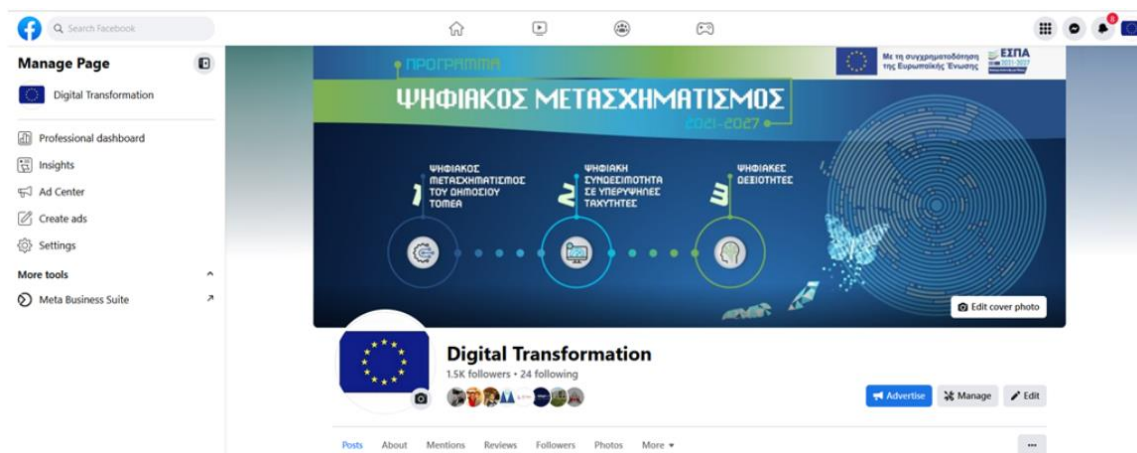 Search Facebook
8
Manage Page
Digital Transformation
Professional dashboard
Insights
Ad Center
Create ads
Settings
More tools
Meta Business Suite
ΠΡΟΓΡΑΜΜΑ
ΨΗΦΙΑΚΟΣ ΜΕΤΑΣΧΗΜΑΤΙΣΜΟΣ
2021-2027
Με τη συγχρηματοδότηση
της Ευρωπαϊκής Ένωσης
ΕΣΠΑ
2021-2027
1
ΨΗΦΙΑΚΟΣ
ΜΕΤΑΣΧΗΜΑΤΙΣΜΟΣ
ΤΟΥ ΔΗΜΟΣΙΟΥ
ΤΟΜΕΑ
2
ΨΗΦΙΑΚΗ
ΣΥΝΔΕΣΙΜΟΤΗΤΑ
ΣΕ ΥΠΕΡΥΨΗΛΕΣ
ΤΑΧΥΤΗΤΕΣ
3
ΨΗΦΙΑΚΕΣ
ΔΕΞΙΟΤΗΤΕΣ
Edit cover photo
Digital Transformation
1.5K followers • 24 following
Advertise
Manage
Edit
Posts About Mentions Reviews Followers Photos More